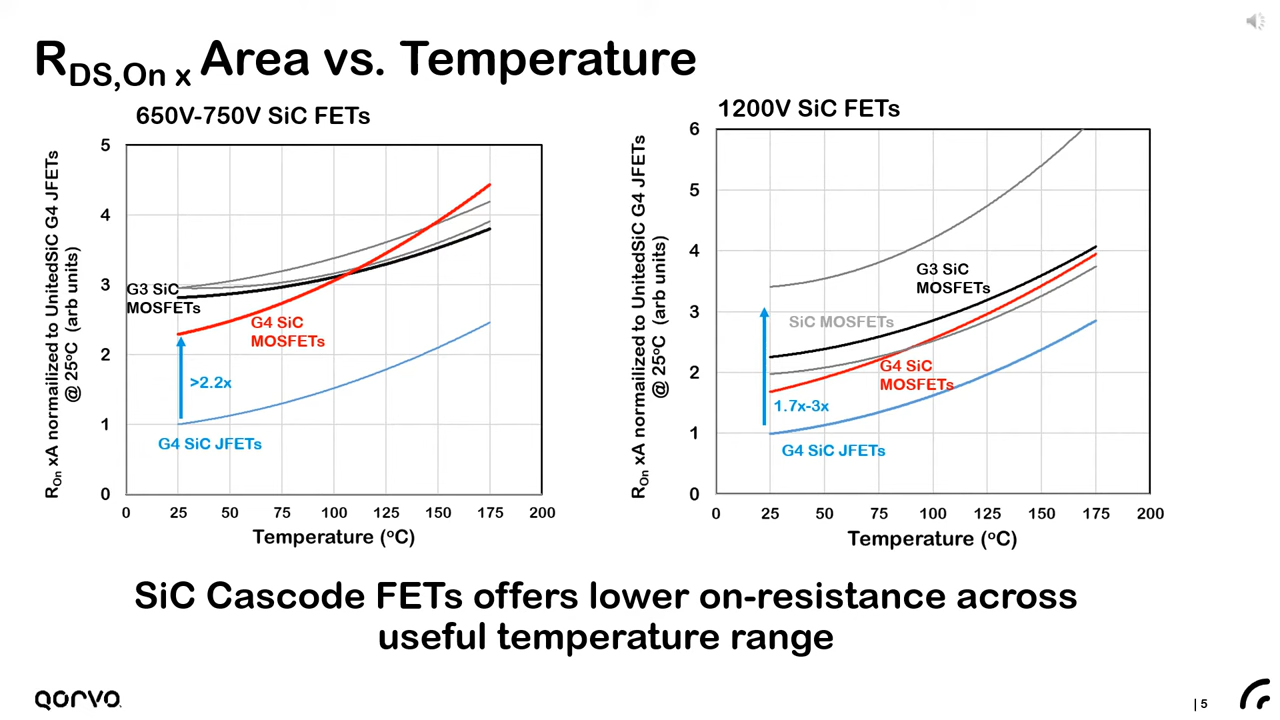 R_DS,On x Area vs. Temperature
650V-750V SiC FETs
R_On xA normailized to UnitedSiC G4 JFETs
@ 25°C (arb units)
5
4
3
2
1
0
G3 SiC
MOSFETs
G4 SiC
MOSFETs
>2.2x
G4 SiC JFETs
0 25 50 75 100 125 150 175 200
Temperature (°C)
1200V SiC FETs
R_On xA normailized to UnitedSiC G4 JFETs
@ 25°C (arb units)
6
5
4
3
2
1
0
G3 SiC
MOSFETs
SiC MOSFETs
G4 SiC
MOSFETs
1.7x-3x
G4 SiC JFETs
0 25 50 75 100 125 150 175 200
Temperature (°C)
SiC Cascode FETs offers lower on-resistance across
useful temperature range
QORVO
| 5